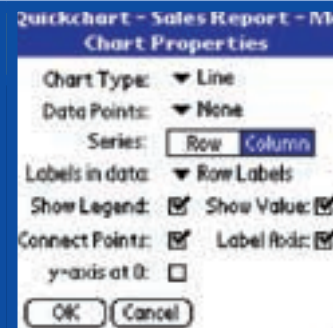 Quickchart - Sales Report - M
Chart Properties
Chart Type: Line
Data Points: None
Series: Row Column
Labels in data: Row Labels
Show Legend: Show Value:
Connect Points: Label Axis:
y-axis at 0:
OK Cancel